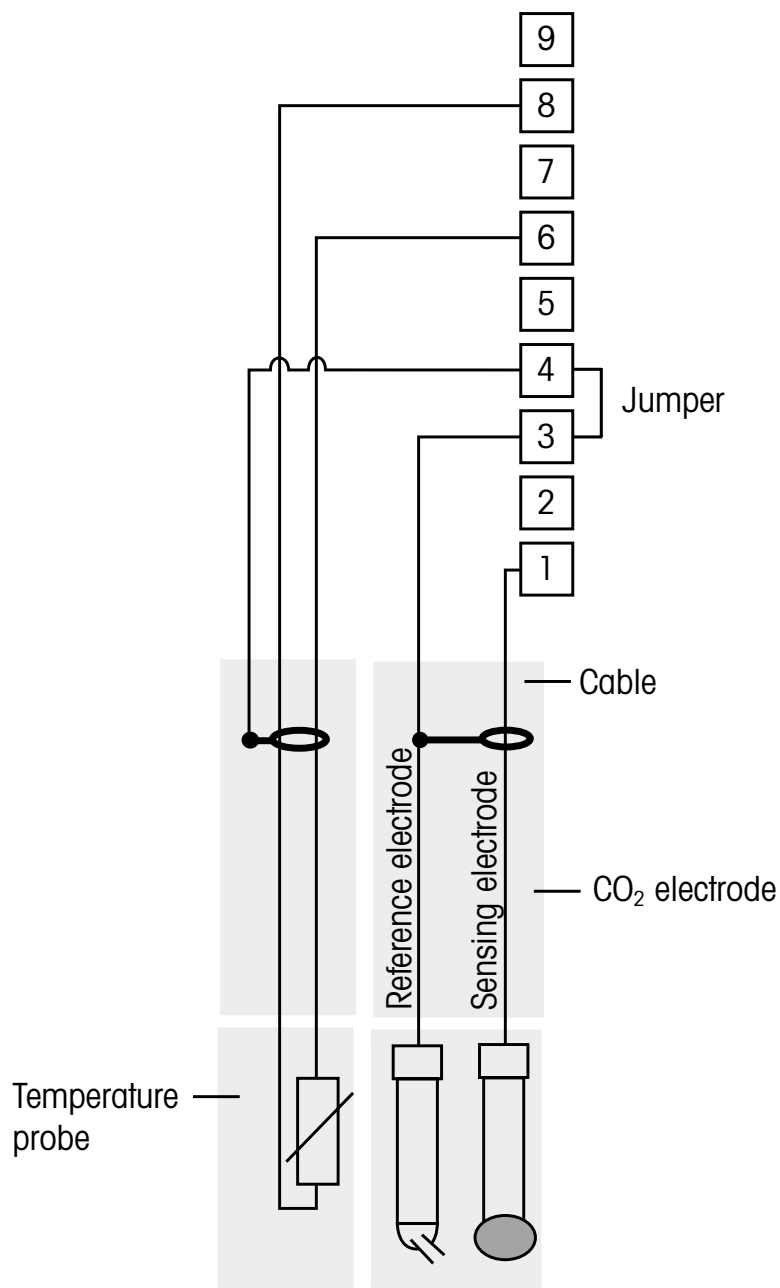 9
8
7
6
5
4
Jumper
3
2
1
Cable
Reference electrode
Sensing electrode
CO₂ electrode
Temperature
probe